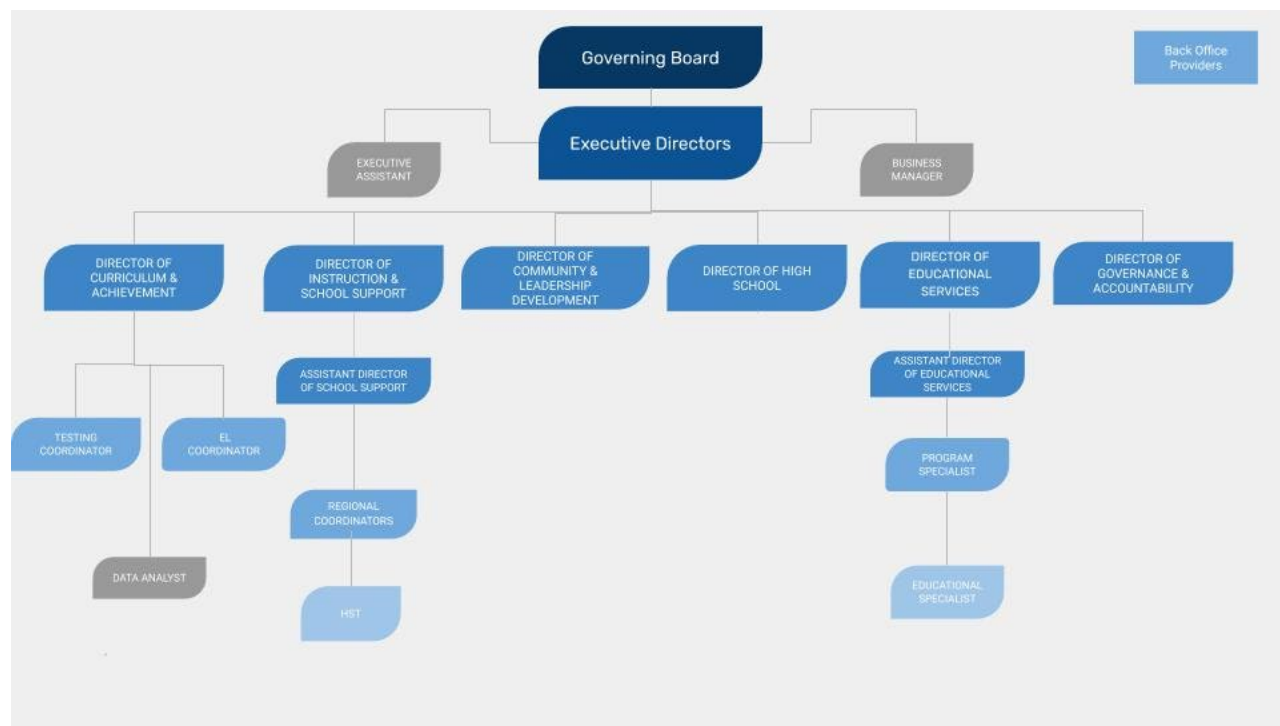 Governing Board
Back Office
Providers
Executive Directors
EXECUTIVE
ASSISTANT
BUSINESS
MANAGER
DIRECTOR OF
CURRICULUM &
ACHIEVEMENT
DIRECTOR OF
INSTRUCTION &
SCHOOL SUPPORT
DIRECTOR OF
COMMUNITY &
LEADERSHIP
DEVELOPMENT
DIRECTOR OF HIGH
SCHOOL
DIRECTOR OF
EDUCATIONAL
SERVICES
DIRECTOR OF
GOVERNANCE &
ACCOUNTABILITY
ASSISTANT DIRECTOR
OF SCHOOL SUPPORT
ASSISTANT DIRECTOR
OF EDUCATIONAL
SERVICES
TESTING
COORDINATOR
EL
COORDINATOR
PROGRAM
SPECIALIST
REGIONAL
COORDINATORS
DATA ANALYST
HST
EDUCATIONAL
SPECIALIST